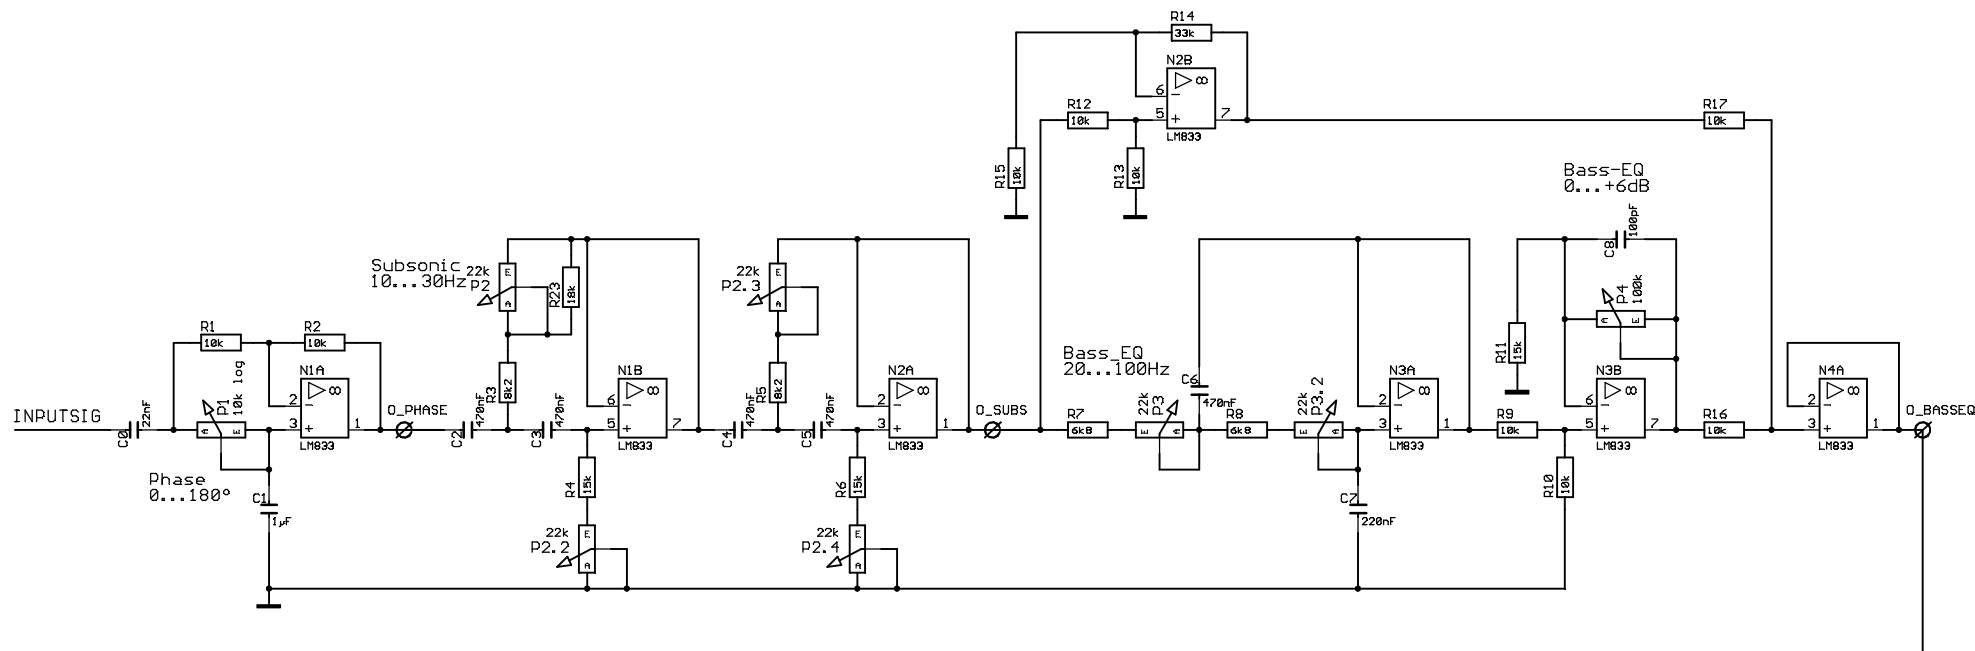 R14
33k
N2B
∞
6
-
5
+
7
LM833
R12
10k
R17
10k
R15
10k
R13
10k
Bass-EQ
0...+6dB
C8
100pF
Subsonic
10...30Hz
22k
P2
E
A
R23
18k
22k
P2.3
E
A
P4
100k
A
E
R1
10k
R2
10k
R11
15k
Bass_EQ
20...100Hz
P1
10k log
A
E
N1A
∞
2
-
3
+
1
LM833
R3
8k2
N1B
∞
6
-
5
+
7
LM833
R5
8k2
N2A
∞
2
-
3
+
1
LM833
C6
470nF
N3A
∞
2
-
3
+
1
LM833
N3B
∞
6
-
5
+
7
LM833
N4A
∞
2
-
3
+
1
LM833
INPUTSIG
C0
22nF
O_PHASE
C2
470nF
C3
470nF
C4
470nF
C5
470nF
O_SUBS
R7
6k8
22k
P3
E
A
R8
6k8
22k
P3.2
E
A
R9
10k
R16
10k
O_BASSEQ
Phase
0...180°
C1
1µF
R4
15k
R6
15k
C7
220nF
R10
10k
22k
P2.2
E
A
22k
P2.4
E
A